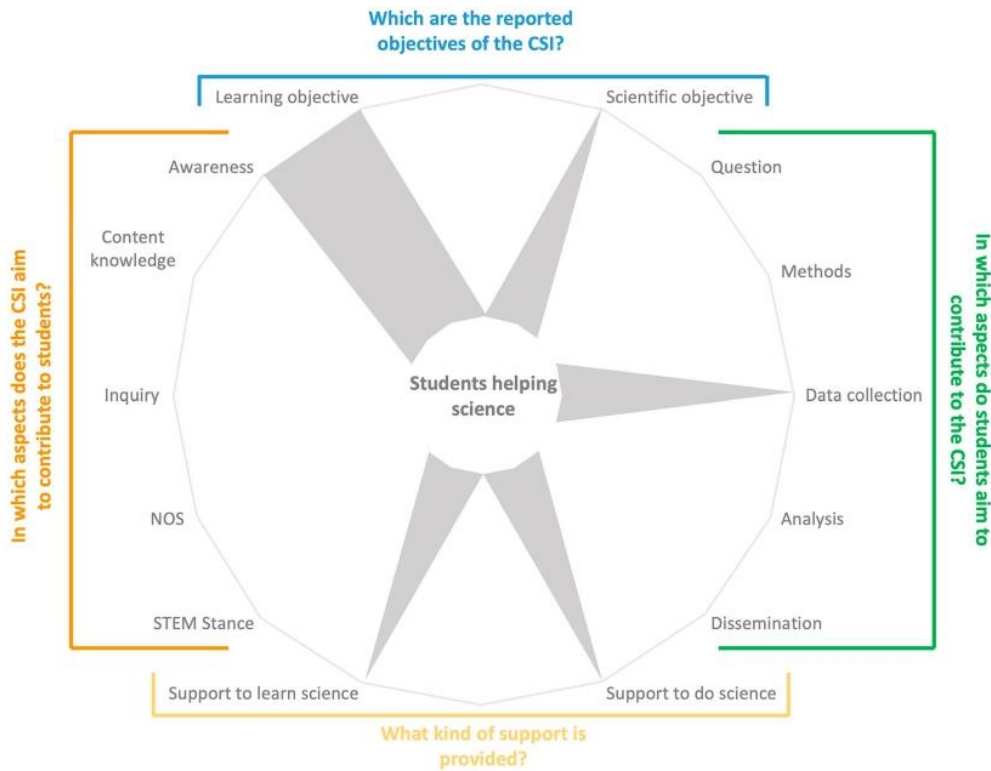 Which are the reported
objectives of the CSI?
Learning objective
Scientific objective
Awareness
Question
Content
knowledge
Methods
In which aspects does the CSI aim
to contribute to students?
In which aspects do students aim to
contribute to the CSI?
Inquiry
Students helping
science
Data collection
NOS
Analysis
STEM Stance
Dissemination
Support to learn science
Support to do science
What kind of support is
provided?